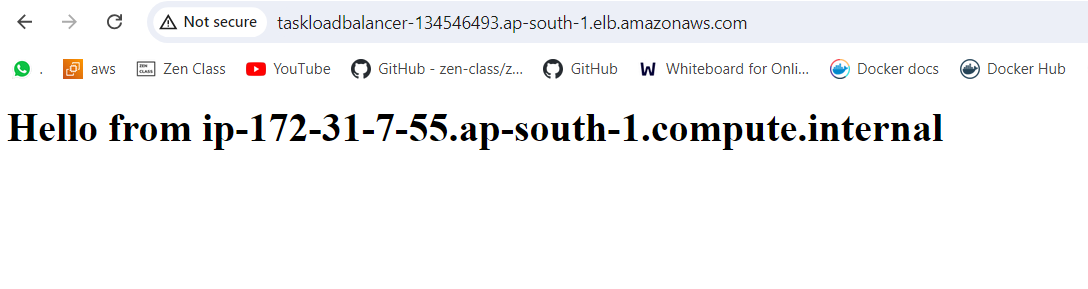 Not secure taskloadbalancer-134546493.ap-south-1.elb.amazonaws.com
. aws Zen Class YouTube GitHub - zen-class/z... GitHub Whiteboard for Onli... Docker docs Docker Hub
Hello from ip-172-31-7-55.ap-south-1.compute.internal